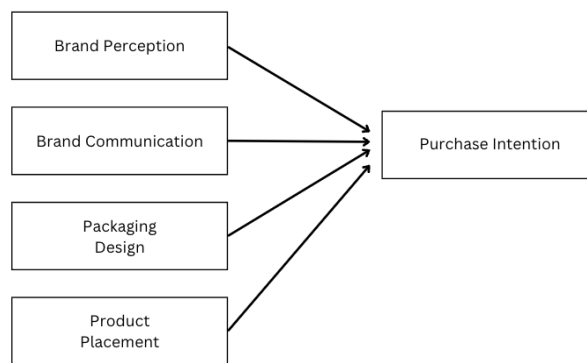 Brand Perception
Brand Communication
Purchase Intention
Packaging
Design
Product
Placement